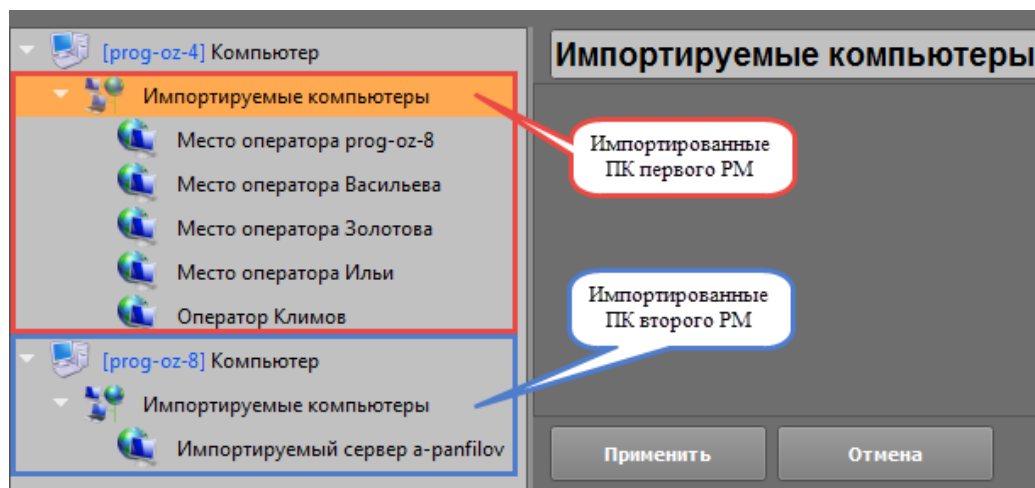 [prog-oz-4] Компьютер
Импортируемые компьютеры
Место оператора prog-oz-8
Место оператора Васильева
Место оператора Золотова
Место оператора Ильи
Оператор Климов
[prog-oz-8] Компьютер
Импортируемые компьютеры
Импортируемый сервер a-panfilov
Импортируемые компьютеры
Импортированные
ПК первого РМ
Импортированные
ПК второго РМ
Применить
Отмена